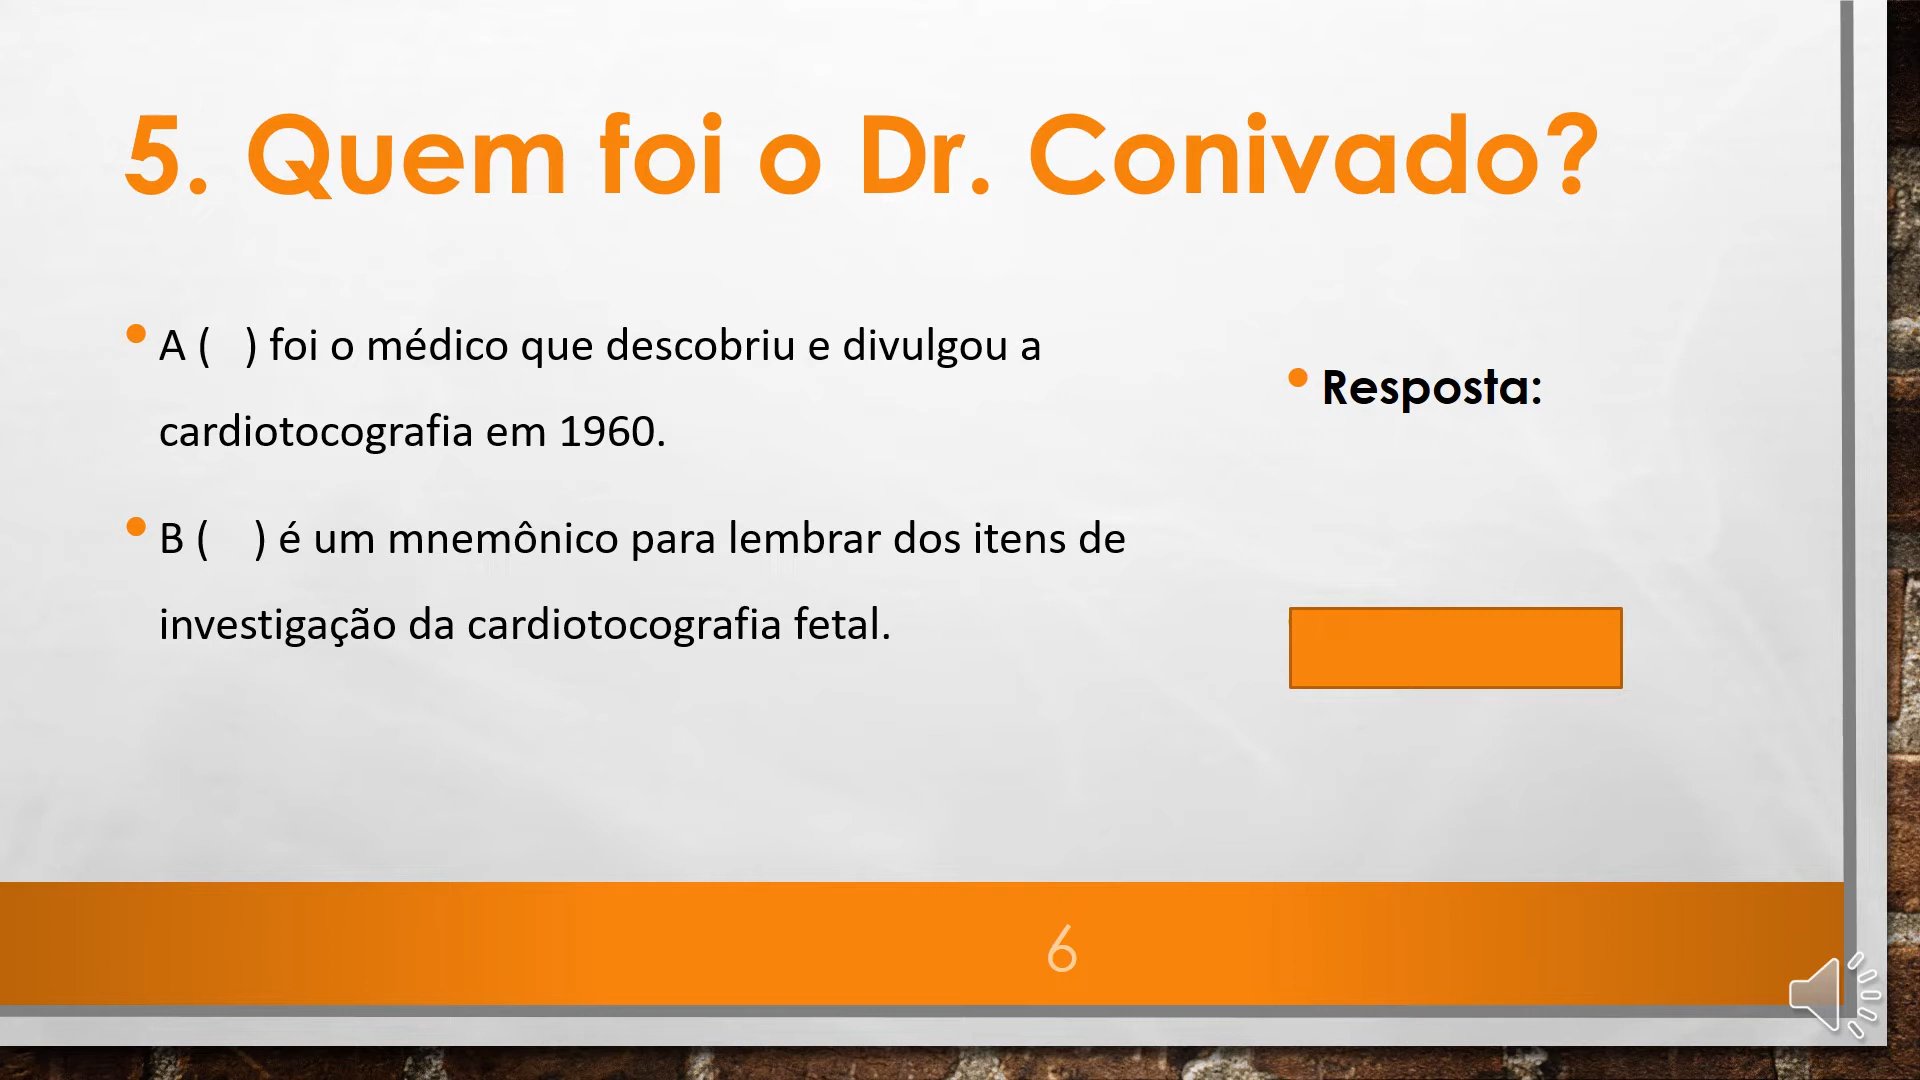 5. Quem foi o Dr. Conivado?
• A (   ) foi o médico que descobriu e divulgou a
cardiotocografia em 1960.
• B (    ) é um mnemônico para lembrar dos itens de
investigação da cardiotocografia fetal.
• Resposta:
6